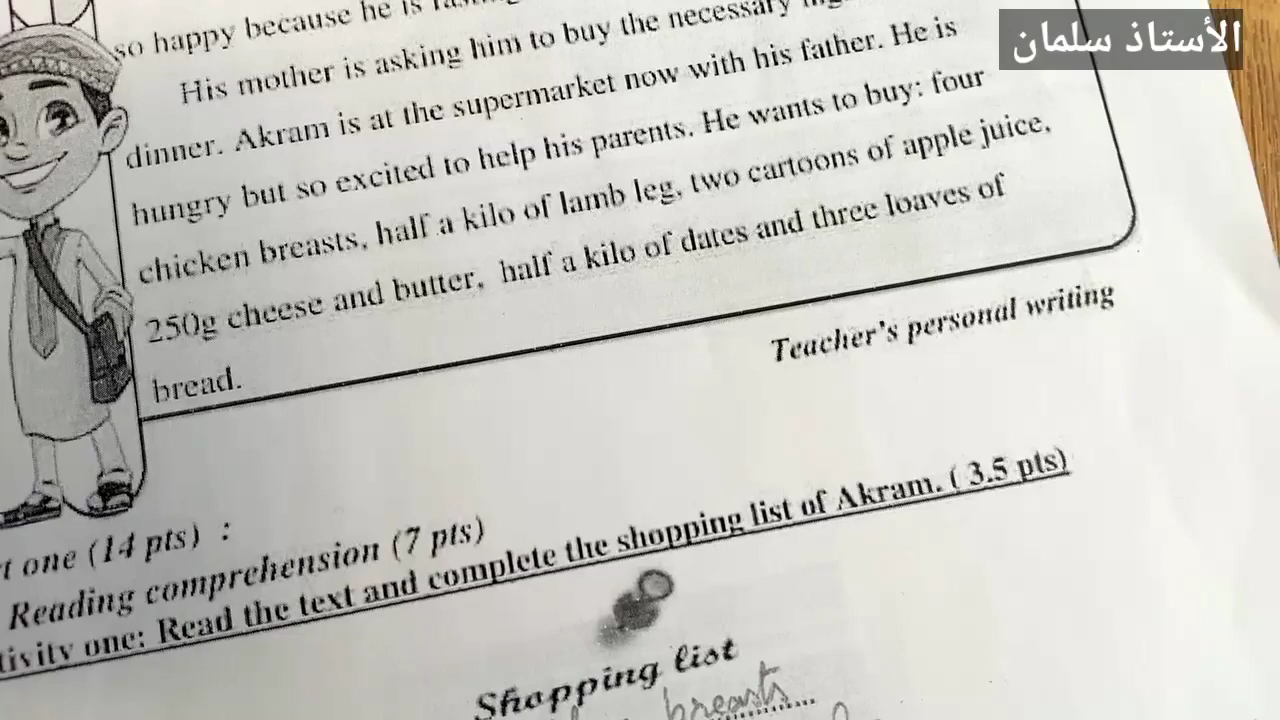 الأستاذ سلمان
so happy because he is
His mother is asking him to buy the necessary
dinner. Akram is at the supermarket now with his father. He is
hungry but so excited to help his parents. He wants to buy: four
chicken breasts, half a kilo of lamb leg, two cartoons of apple juice,
250g cheese and butter, half a kilo of dates and three loaves of
bread.
Teacher's personal writing
one (14 pts) :
Reading comprehension (7 pts)
one: Read the text and complete the shopping list of Akram. ( 3.5 pts)
Shopping list
breasts